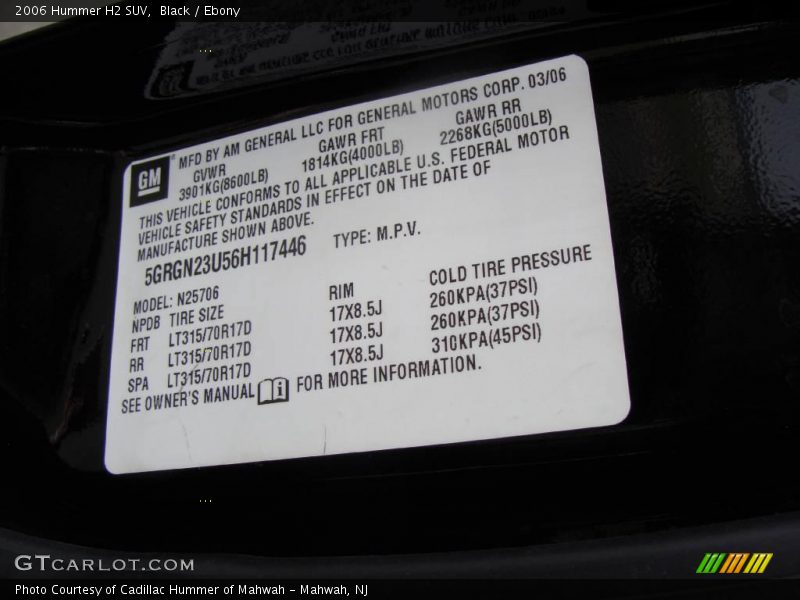 2006 Hummer H2 SUV, Black / Ebony
GM
MFD BY AM GENERAL LLC FOR GENERAL MOTORS CORP. 03/06
GVWR GAWR FRT GAWR RR
3901KG(8600LB) 1814KG(4000LB) 2268KG(5000LB)
THIS VEHICLE CONFORMS TO ALL APPLICABLE U.S. FEDERAL MOTOR
VEHICLE SAFETY STANDARDS IN EFFECT ON THE DATE OF
MANUFACTURE SHOWN ABOVE.
5GRGN23U56H117446 TYPE: M.P.V.
MODEL: N25706
NPDB TIRE SIZE RIM COLD TIRE PRESSURE
FRT LT315/70R17D 17X8.5J 260KPA(37PSI)
RR LT315/70R17D 17X8.5J 260KPA(37PSI)
SPA LT315/70R17D 17X8.5J 310KPA(45PSI)
SEE OWNER'S MANUAL i FOR MORE INFORMATION.
GTCARLOT.COM
Photo Courtesy of Cadillac Hummer of Mahwah - Mahwah, NJ